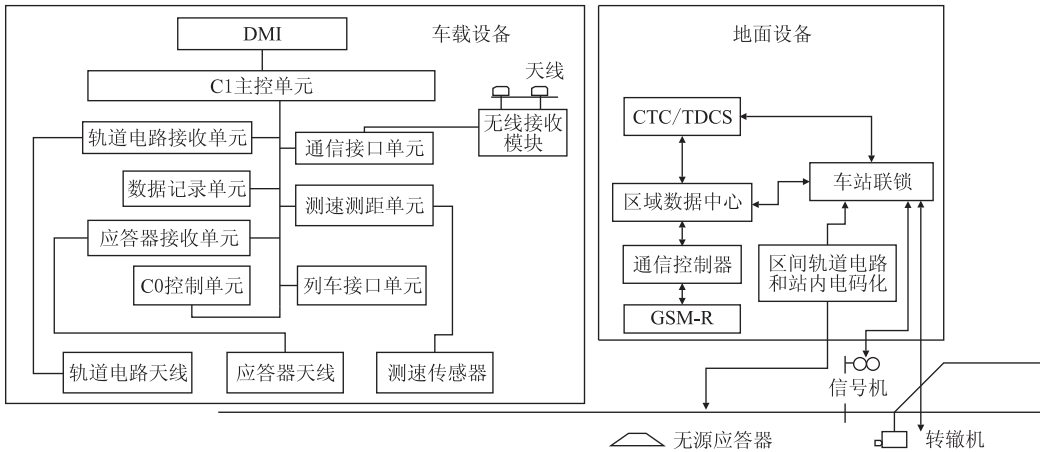 车载设备
DMI
C1主控单元
天线
轨道电路接收单元
通信接口单元
无线接收
模块
数据记录单元
测速测距单元
应答器接收单元
C0控制单元
列车接口单元
轨道电路天线
应答器天线
测速传感器
地面设备
CTC/TDCS
车站联锁
区域数据中心
通信控制器
区间轨道电路
和站内电码化
GSM-R
信号机
无源应答器
转辙机